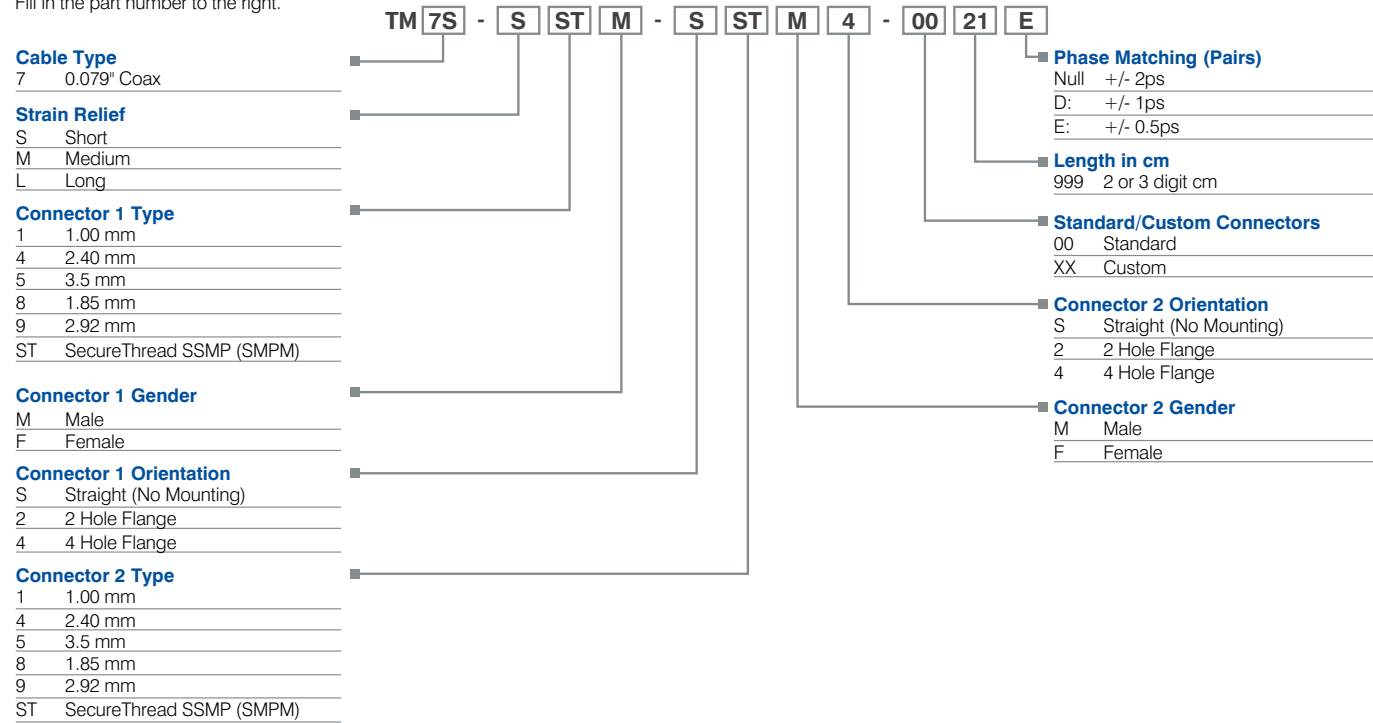 Fill in the part number to the right.
TM 7S - S ST M - S ST M 4 - 00 21 E
Cable Type
7 0.079" Coax
Strain Relief
S Short
M Medium
L Long
Connector 1 Type
1 1.00 mm
4 2.40 mm
5 3.5 mm
8 1.85 mm
9 2.92 mm
ST SecureThread SSMP (SMPM)
Connector 1 Gender
M Male
F Female
Connector 1 Orientation
S Straight (No Mounting)
2 2 Hole Flange
4 4 Hole Flange
Connector 2 Type
1 1.00 mm
4 2.40 mm
5 3.5 mm
8 1.85 mm
9 2.92 mm
ST SecureThread SSMP (SMPM)
Phase Matching (Pairs)
Null +/- 2ps
D: +/- 1ps
E: +/- 0.5ps
Length in cm
999 2 or 3 digit cm
Standard/Custom Connectors
00 Standard
XX Custom
Connector 2 Orientation
S Straight (No Mounting)
2 2 Hole Flange
4 4 Hole Flange
Connector 2 Gender
M Male
F Female